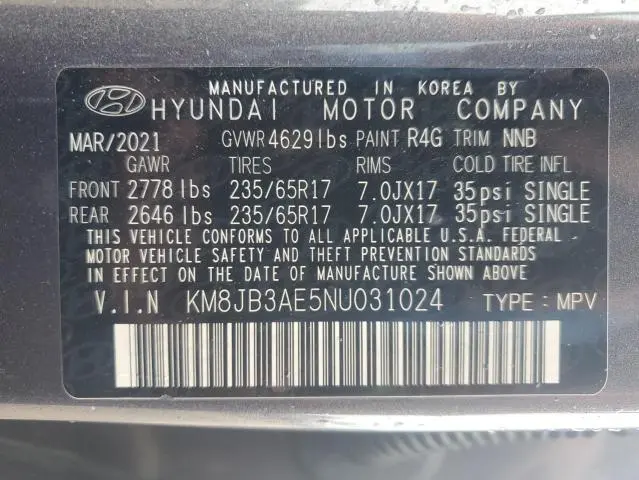 MANUFACTURED IN KOREA BY
HYUNDAI MOTOR COMPANY
MAR/2021 GVWR 4629 lbs PAINT R4G TRIM NNB
GAWR TIRES RIMS COLD TIRE INFL
FRONT 2778 lbs 235/65R17 7.0JX17 35psi SINGLE
REAR 2646 lbs 235/65R17 7.0JX17 35psi SINGLE
THIS VEHICLE CONFORMS TO ALL APPLICABLE U.S.A. FEDERAL
MOTOR VEHICLE SAFETY AND THEFT PREVENTION STANDARDS
IN EFFECT ON THE DATE OF MANUFACTURE SHOWN ABOVE
V.I.N KM8JB3AE5NU031024 TYPE : MPV